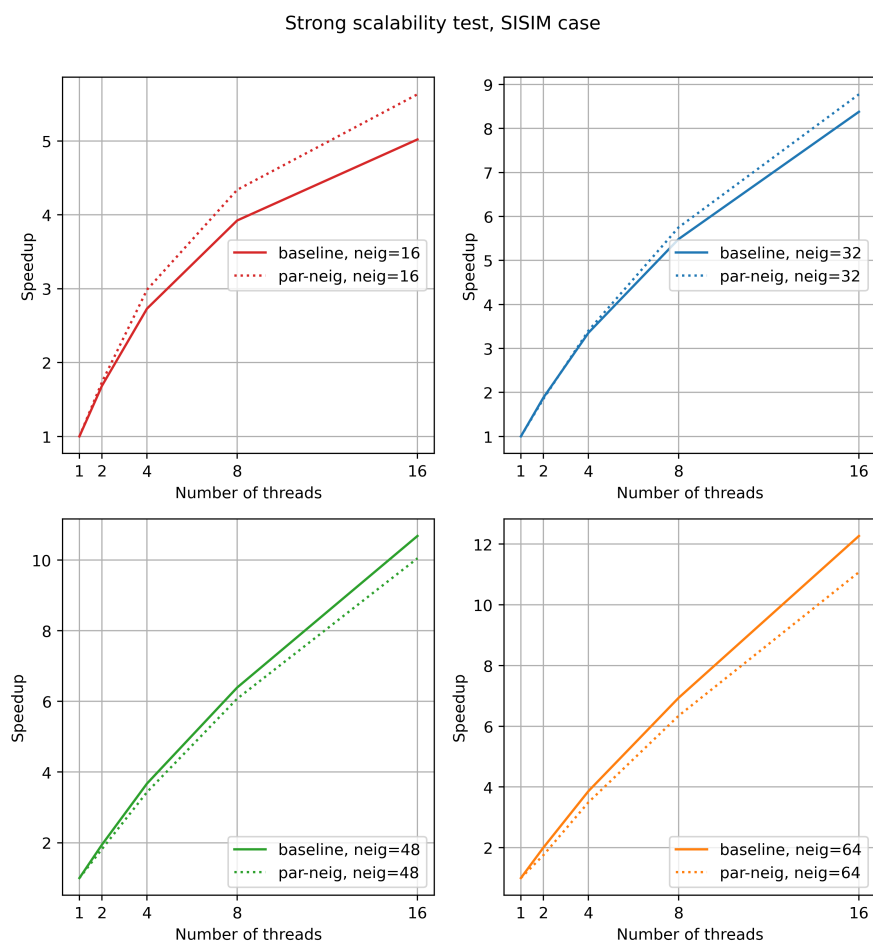 Strong scalability test, SISIM case
5
4
3
2
1
Speedup
baseline, neig=16
par-neig, neig=16
1 2 4 8 16
Number of threads
9
8
7
6
5
4
3
2
1
Speedup
baseline, neig=32
par-neig, neig=32
1 2 4 8 16
Number of threads
10
8
6
4
2
Speedup
baseline, neig=48
par-neig, neig=48
1 2 4 8 16
Number of threads
12
10
8
6
4
2
Speedup
baseline, neig=64
par-neig, neig=64
1 2 4 8 16
Number of threads